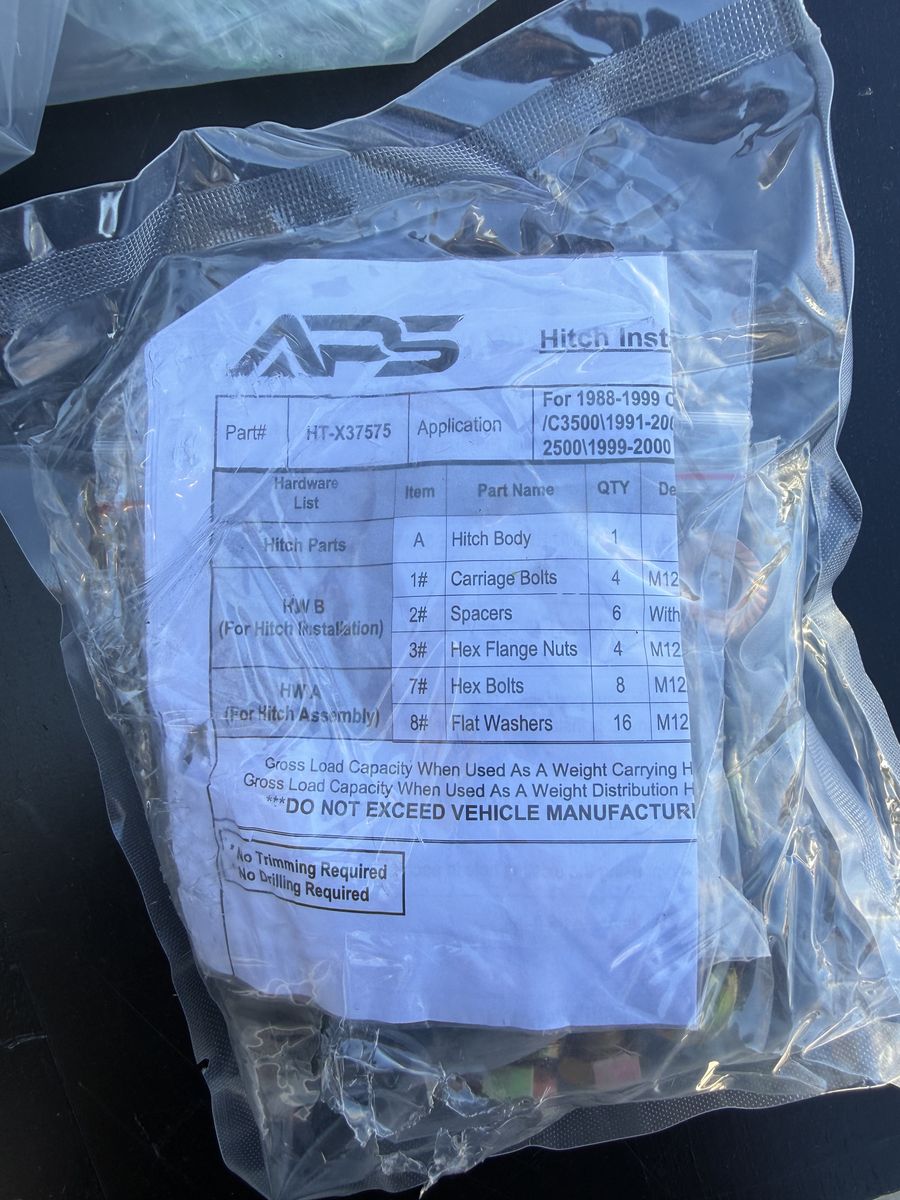 APS
Hitch Inst
Part# HT-X37575 Application For 1988-1999 C
/C3500\1991-200
2500\1999-2000
Hardware List Item Part Name QTY De
Hitch Parts A Hitch Body 1
HW B (For Hitch Installation) 1# Carriage Bolts 4 M12
2# Spacers 6 With
3# Hex Flange Nuts 4 M12
HW A (For Hitch Assembly) 7# Hex Bolts 8 M12
8# Flat Washers 16 M12
Gross Load Capacity When Used As A Weight Carrying H
Gross Load Capacity When Used As A Weight Distribution H
***DO NOT EXCEED VEHICLE MANUFACTUR
No Trimming Required
No Drilling Required